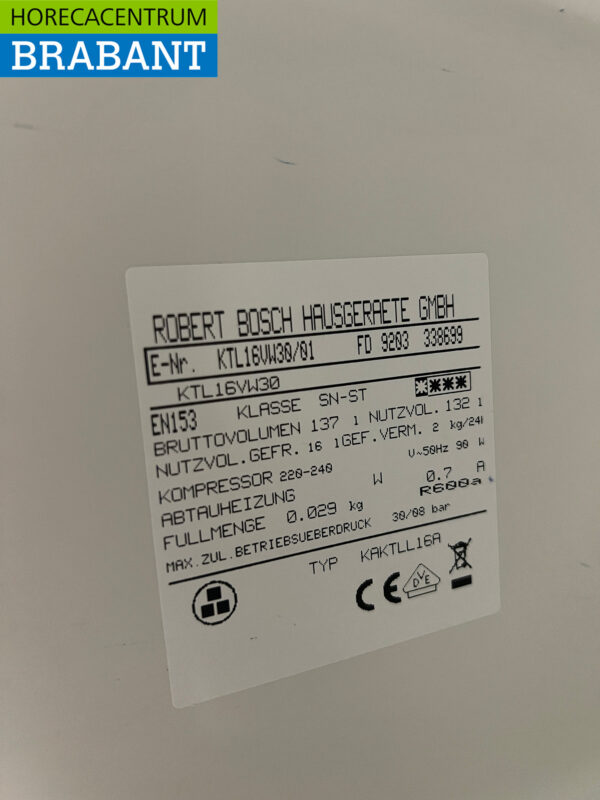 HORECACENTRUM
BRABANT
ROBERT BOSCH HAUSGERAETE GMBH
E-Nr. KTL16VW30/01 FD 9203 338699
KTL16VW30
EN153 KLASSE SN-ST
BRUTTOVOLUMEN 137 l NUTZVOL. 132 l
NUTZVOL.GEFR. 16 lGEF.VERM. 2 kg/24H
KOMPRESSOR 220-240 U~50Hz 90 W
ABTAUHEIZUNG W 0.7 A
FULLMENGE 0.029 kg R600a
MAX.ZUL.BETRIEBSUEBERDRUCK 30/08 bar
TYP KAKTLL16A
CE DVE